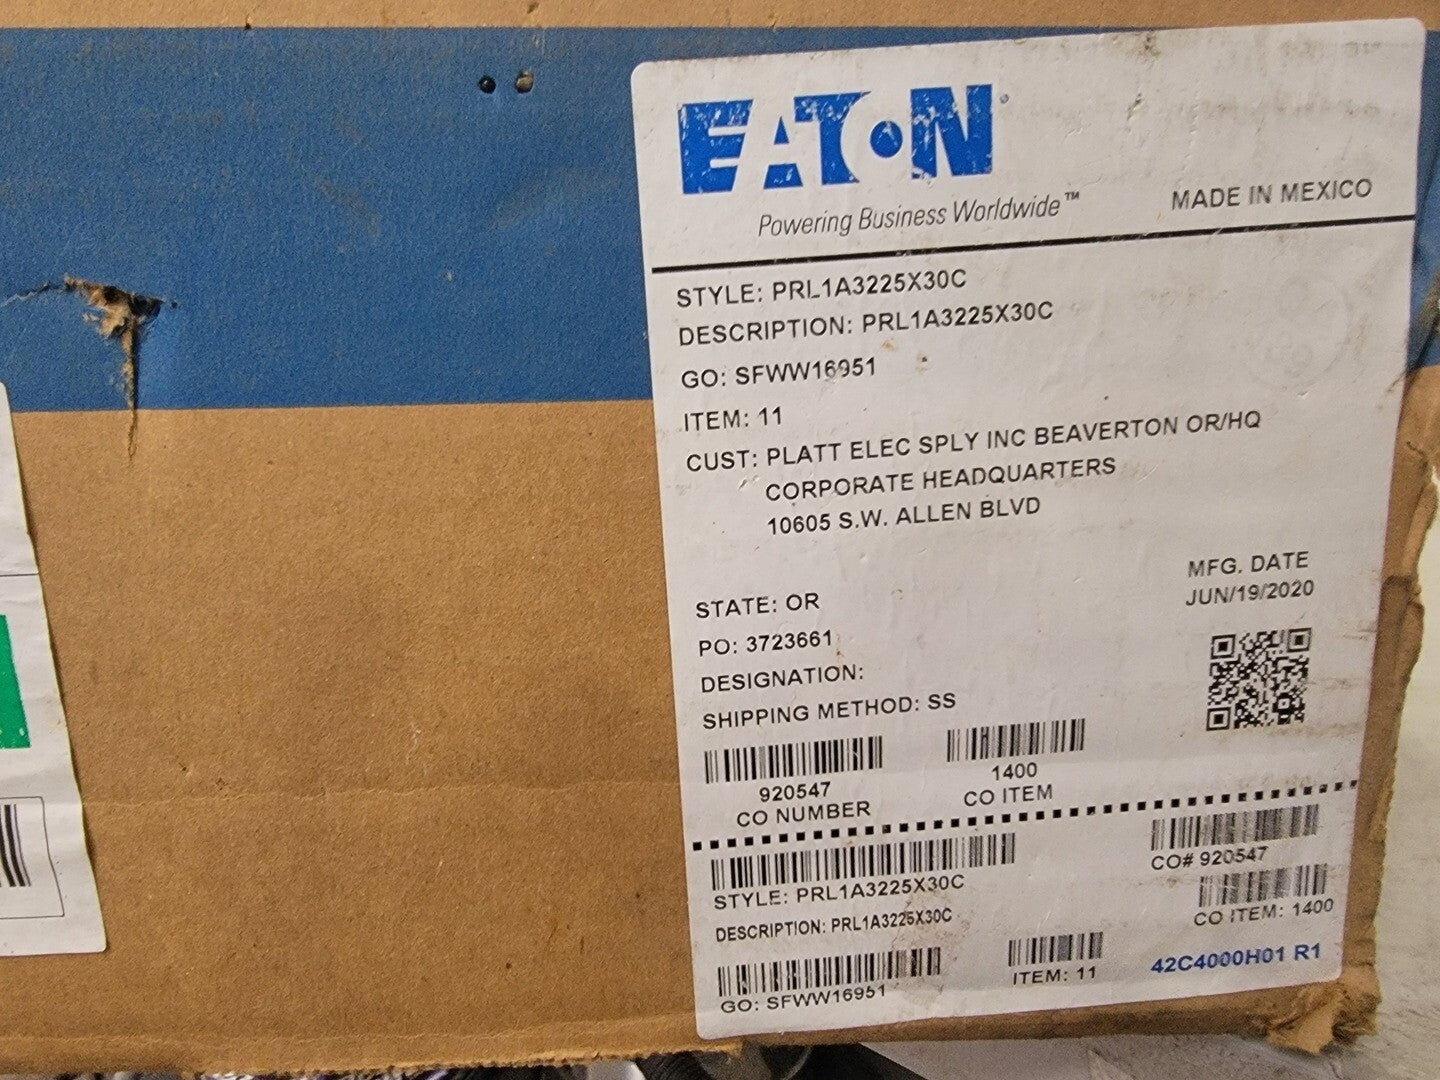 EATON
Powering Business Worldwide™
MADE IN MEXICO
STYLE: PRL1A3225X30C
DESCRIPTION: PRL1A3225X30C
GO: SFWW16951
ITEM: 11
CUST: PLATT ELEC SPLY INC BEAVERTON OR/HQ
CORPORATE HEADQUARTERS
10605 S.W. ALLEN BLVD
MFG. DATE
JUN/19/2020
STATE: OR
PO: 3723661
DESIGNATION:
SHIPPING METHOD: SS
920547
CO NUMBER
1400
CO ITEM
STYLE: PRL1A3225X30C
CO# 920547
DESCRIPTION: PRL1A3225X30C
CO ITEM: 1400
GO: SFWW16951
ITEM: 11
42C4000H01 R1